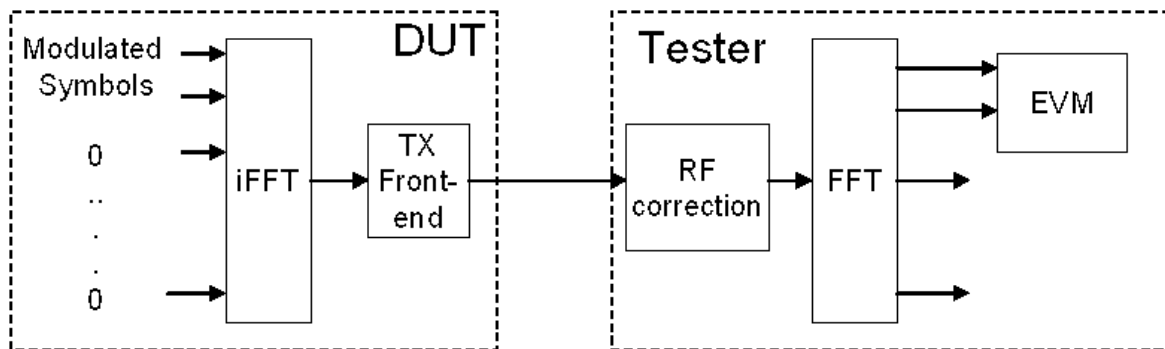 DUT
Modulated
Symbols
0
..
.
.
0
iFFT
TX
Front-
end
Tester
RF
correction
FFT
EVM